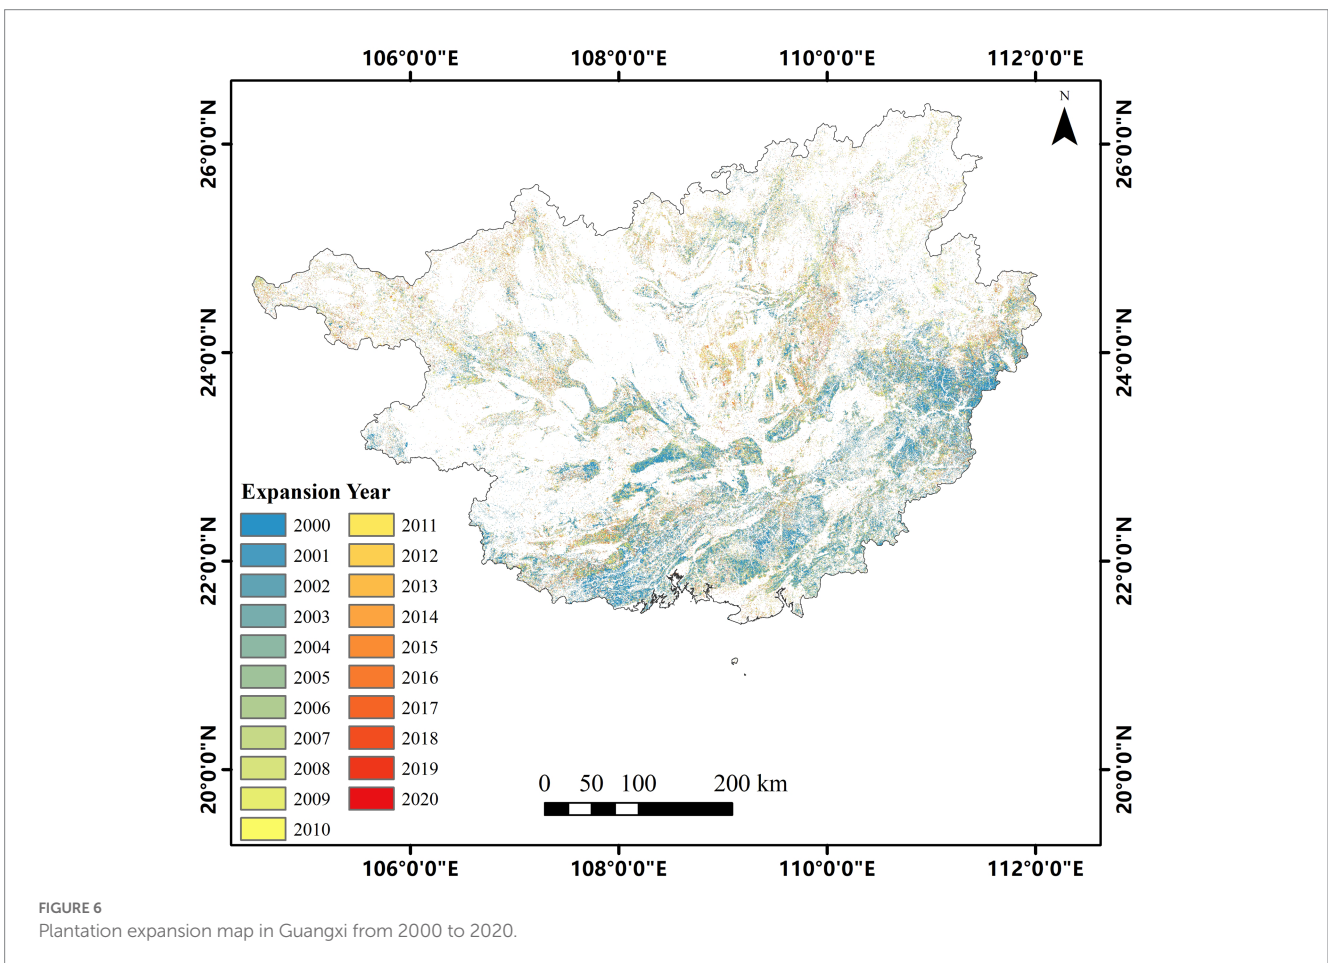 106°0'0"E 108°0'0"E 110°0'0"E 112°0'0"E
N
26°0'0"N 26°0'0"N
24°0'0"N 24°0'0"N
22°0'0"N 22°0'0"N
20°0'0"N 20°0'0"N
Expansion Year
2000 2011
2001 2012
2002 2013
2003 2014
2004 2015
2005 2016
2006 2017
2007 2018
2008 2019
2009 2020
2010
0 50 100 200 km
106°0'0"E 108°0'0"E 110°0'0"E 112°0'0"E
FIGURE 6
Plantation expansion map in Guangxi from 2000 to 2020.